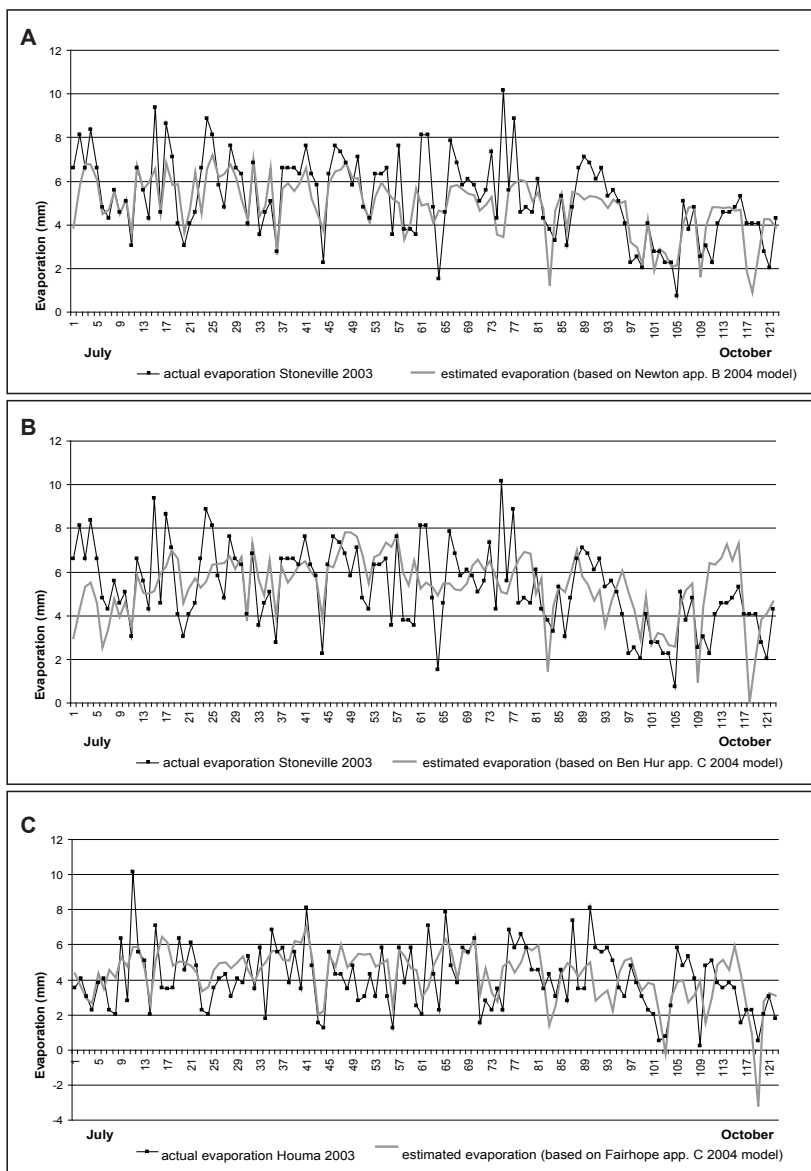 A
12
10
8
6
4
2
0
Evaporation (mm)
1 5 9 13 17 21 25 29 33 37 41 45 49 53 57 61 65 69 73 77 81 85 89 93 97 101 105 109 113 117 121
July October
actual evaporation Stoneville 2003 estimated evaporation (based on Newton app. B 2004 model)
B
12
10
8
6
4
2
0
Evaporation (mm)
1 5 9 13 17 21 25 29 33 37 41 45 49 53 57 61 65 69 73 77 81 85 89 93 97 101 105 109 113 117 121
July October
actual evaporation Stoneville 2003 estimated evaporation (based on Ben Hur app. C 2004 model)
C
12
10
8
6
4
2
0
-2
-4
Evaporation (mm)
1 5 9 13 17 21 25 29 33 37 41 45 49 53 57 61 65 69 73 77 81 85 89 93 97 101 105 109 113 117 121
July October
actual evaporation Houma 2003 estimated evaporation (based on Fairhope app. C 2004 model)